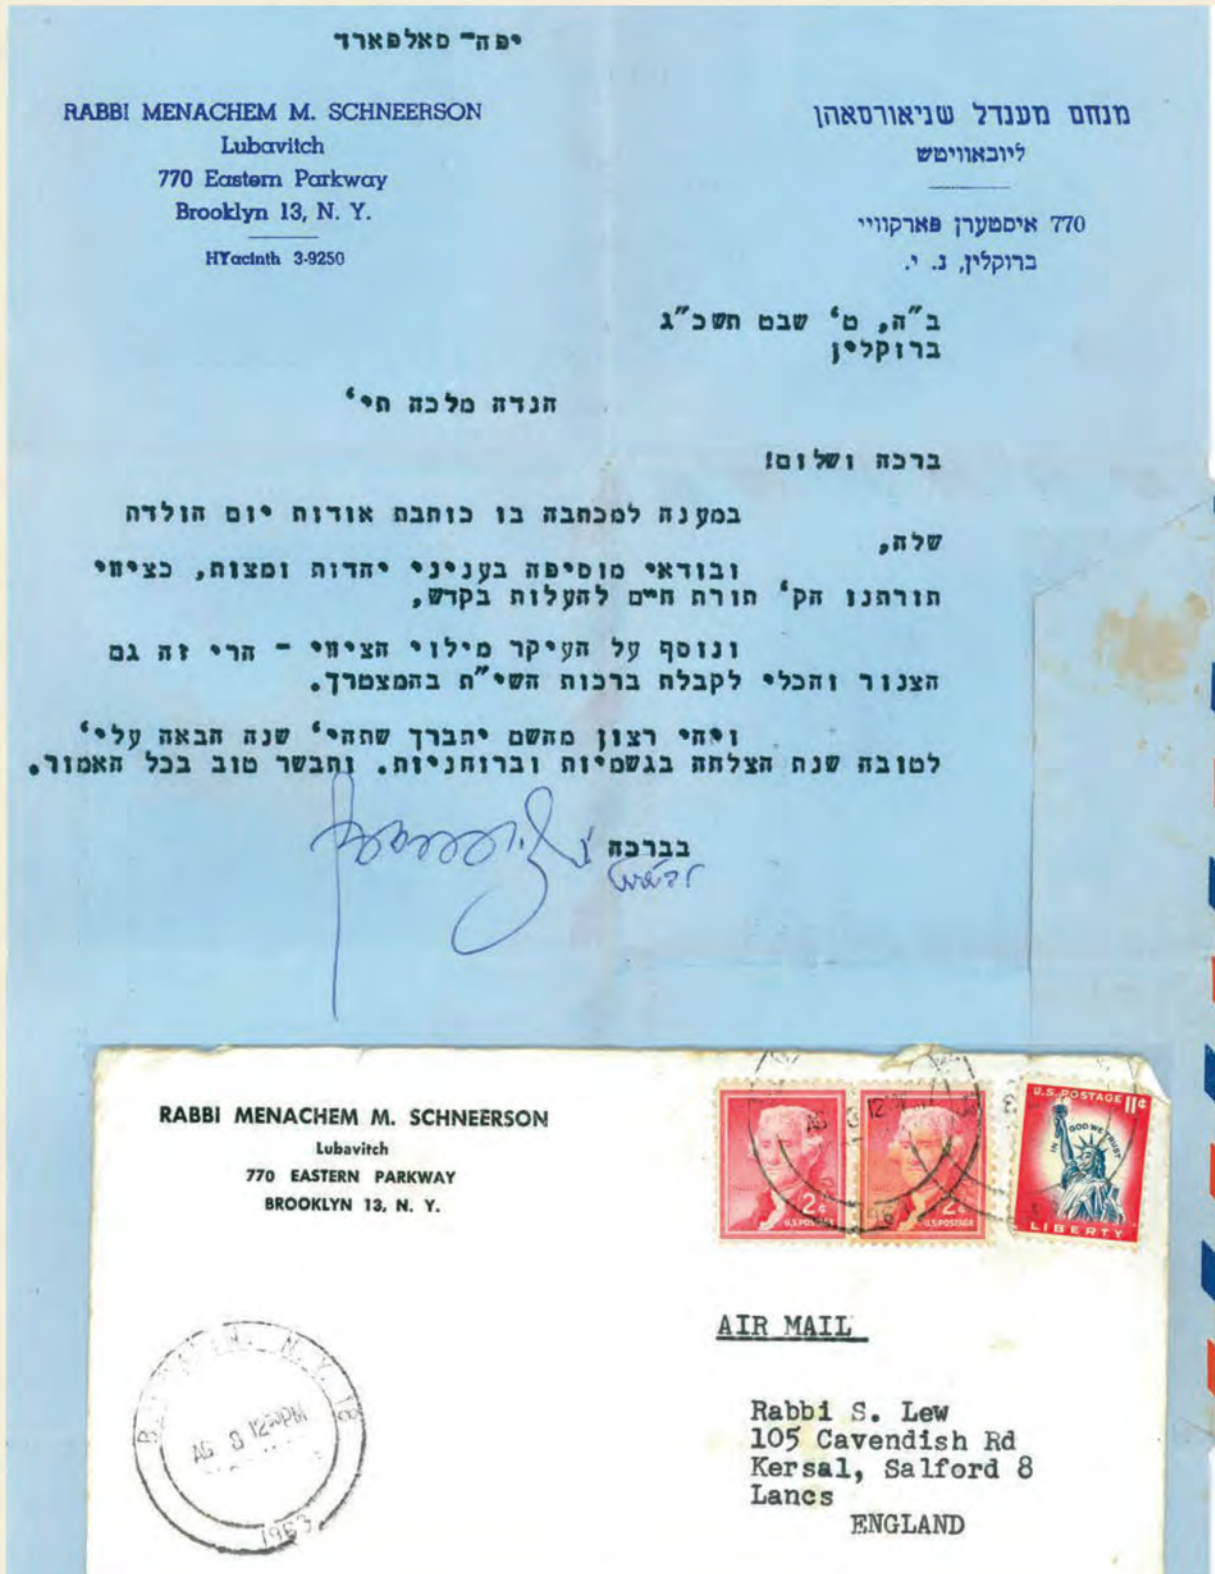 יפה־ סאלפארד
RABBI MENACHEM M. SCHNEERSON
Lubavitch
770 Eastern Parkway
Brooklyn 13, N. Y.
HYacinth 3-9250
מנחם מענדל שניאורסאהן
ליובאוויטש
770 איסטערן פארקוויי
ברוקלין, נ. י.
ב"ה, ט' שבט תשכ"ג
ברוקלין
הנדה מלכה תי'
ברכה ושלום!
במענה למכתבה בו כותבת אודות יום הולדת
שלה,
ובודאי מוסיפה בעניני יהדות ומצות, כציווי
תורתנו הק' תורת חיים להעלות בקדש,
ונוסף על העיקר מילוי הציווי - הרי זה גם
הצנור והכלי לקבלת ברכות השי"ת בהמצטרך.
ויהי רצון מהשם יתברך שתהי' שנה הבאה עלי'
לטובה שנת הצלחה בגשמיות וברוחניות. ותבשר טוב בכל האמור.
בברכה
RABBI MENACHEM M. SCHNEERSON
Lubavitch
770 EASTERN PARKWAY
BROOKLYN 13, N. Y.
2¢
U.S. POSTAGE
2¢
U.S. POSTAGE
U.S. POSTAGE 11¢
IN GOD WE TRUST
LIBERTY
AIR MAIL
Rabbi S. Lew
105 Cavendish Rd
Kersal, Salford 8
Lancs
ENGLAND
N.Y.
AG 8 12 PM
1963